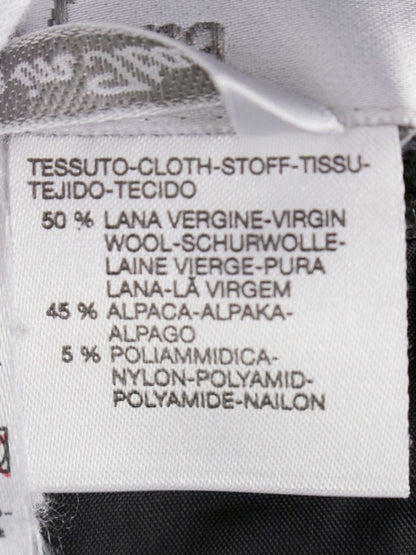 TESSUTO-CLOTH-STOFF-TISSU-
TEJIDO-TECIDO
50 % LANA VERGINE-VIRGIN
WOOL-SCHURWOLLE-
LAINE VIERGE-PURA
LANA-LÃ VIRGEM
45 % ALPACA-ALPAKA-
ALPAGO
5 % POLIAMMIDICA-
NYLON-POLYAMID-
POLYAMIDE-NAILON